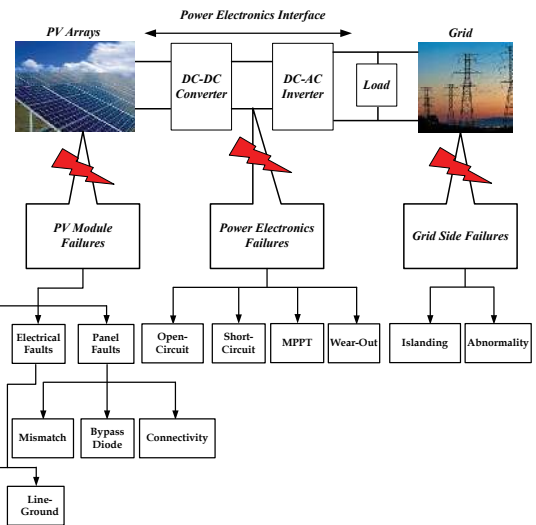 Power Electronics Interface
PV Arrays
Grid
DC-DC
Converter
DC-AC
Inverter
Load
PV Module
Failures
Power Electronics
Failures
Grid Side Failures
Electrical
Faults
Panel
Faults
Open-
Circuit
Short-
Circuit
MPPT
Wear-Out
Islanding
Abnormality
Mismatch
Bypass
Diode
Connectivity
Line-
Ground